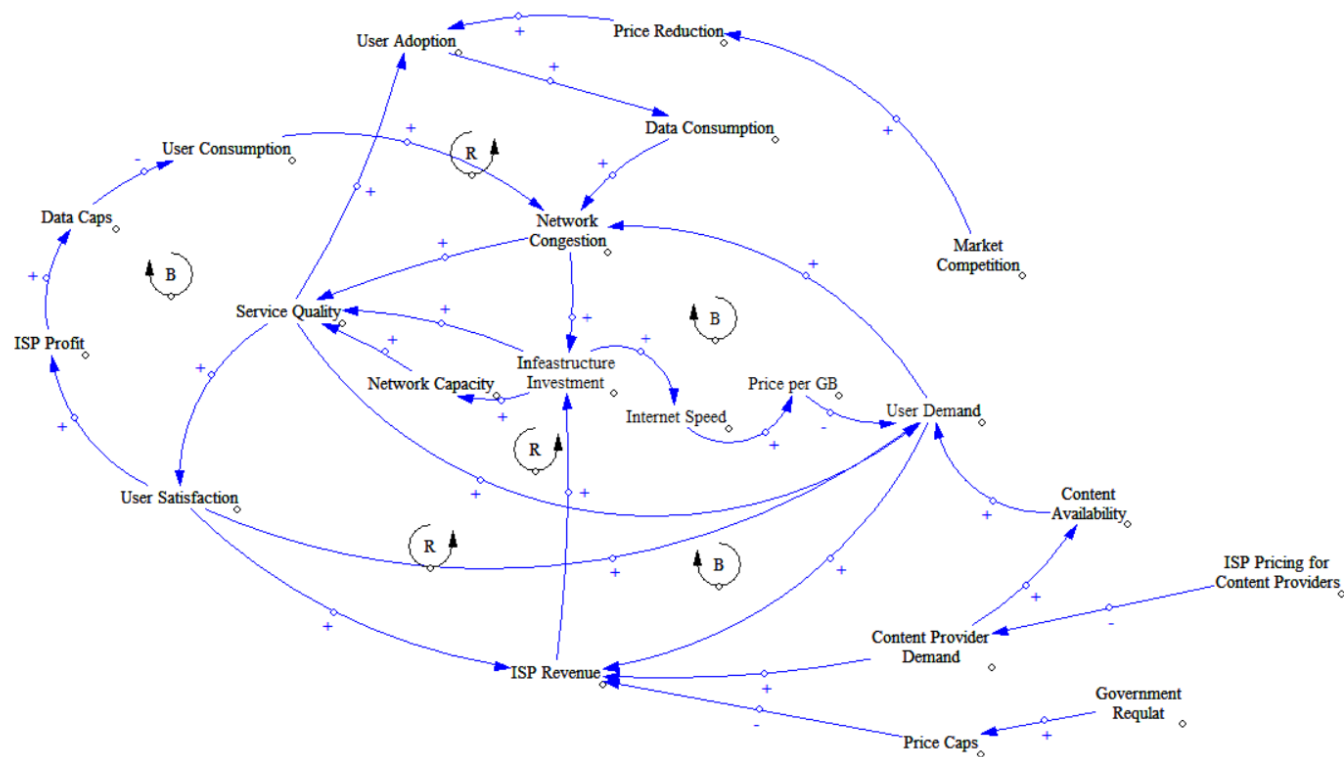 Price Reduction
User Adoption
+
+
+
Data Consumption
+
User Consumption
-
+
R
+
+
Data Caps
Network
Congestion
Market
Competition
+
+
B
+
Service Quality
+
+
B
ISP Profit
+
+
+
Infeastructure
Investment
Network Capacity
Price per GB
Internet Speed
User Demand
+
+
-
+
+
R
+
+
User Satisfaction
Content
Availability
+
R
+
B
+
ISP Pricing for
Content Providers
+
+
-
Content Provider
Demand
ISP Revenue
+
Government
Requlat
-
+
Price Caps